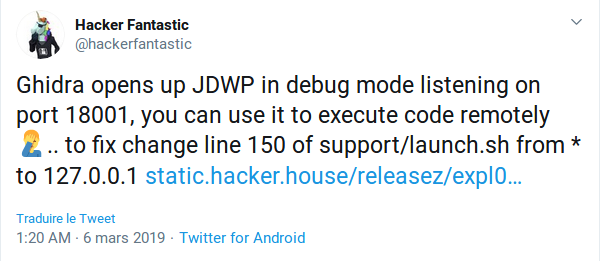 Hacker Fantastic
@hackerfantastic
Ghidra opens up JDWP in debug mode listening on
port 18001, you can use it to execute code remotely
🤦‍♂️.. to fix change line 150 of support/launch.sh from *
to 127.0.0.1 static.hacker.house/releasez/expl0…
Traduire le Tweet
1:20 AM · 6 mars 2019 · Twitter for Android